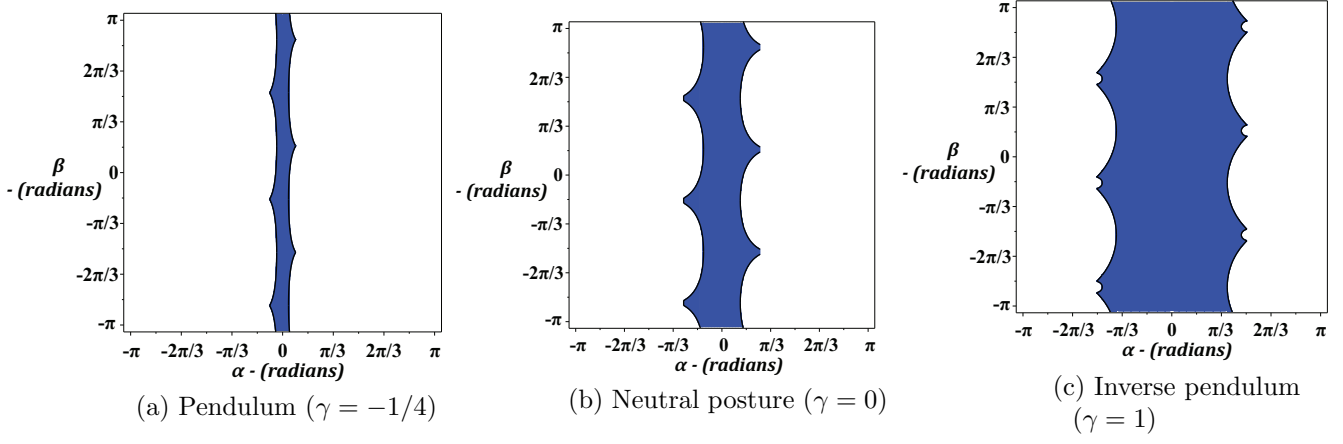 π
2π/3
π/3
0
-π/3
-2π/3
-π
β
- (radians)
-π -2π/3 -π/3 0 π/3 2π/3 π
α - (radians)
(a) Pendulum (γ = −1/4)
π
2π/3
π/3
0
-π/3
-2π/3
-π
β
- (radians)
-π -2π/3 -π/3 0 π/3 2π/3 π
α - (radians)
(b) Neutral posture (γ = 0)
π
2π/3
π/3
0
-π/3
-2π/3
-π
β
- (radians)
-π -2π/3 -π/3 0 π/3 2π/3 π
α - (radians)
(c) Inverse pendulum
(γ = 1)